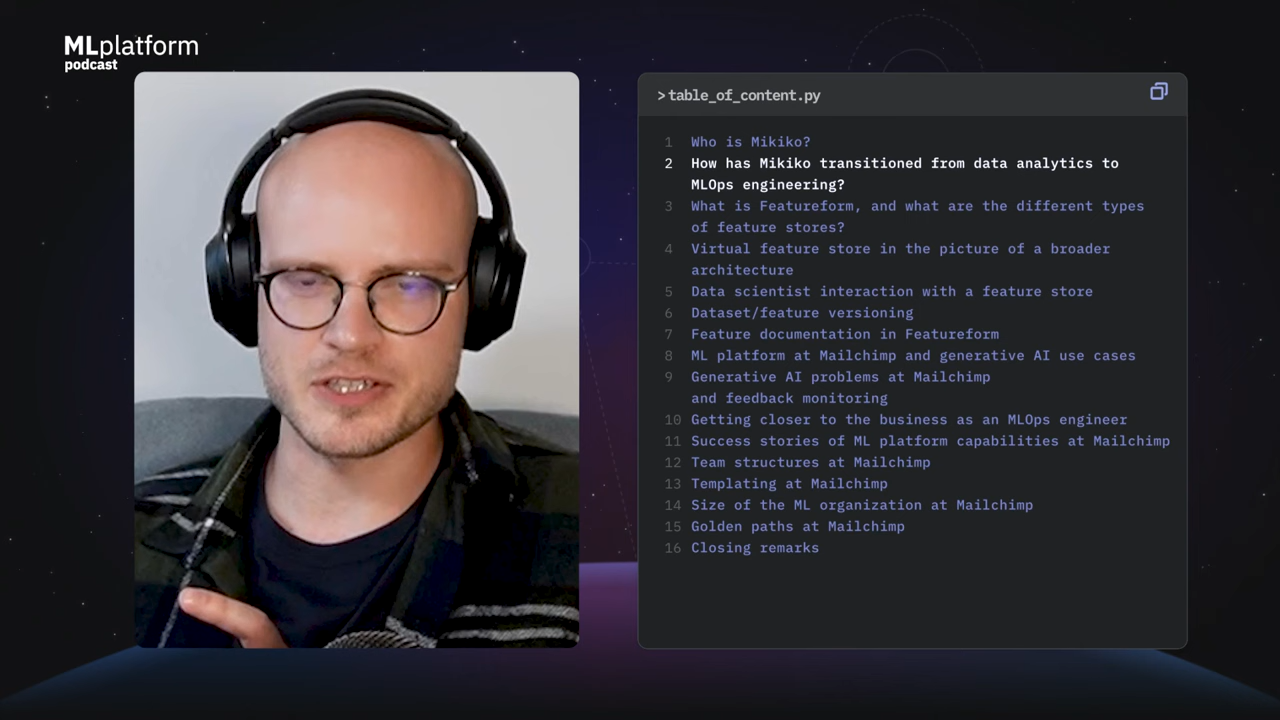 MLplatform
podcast
>table_of_content.py
1 Who is Mikiko?
2 How has Mikiko transitioned from data analytics to
MLOps engineering?
3 What is Featureform, and what are the different types
of feature stores?
4 Virtual feature store in the picture of a broader
architecture
5 Data scientist interaction with a feature store
6 Dataset/feature versioning
7 Feature documentation in Featureform
8 ML platform at Mailchimp and generative AI use cases
9 Generative AI problems at Mailchimp
and feedback monitoring
10 Getting closer to the business as an MLOps engineer
11 Success stories of ML platform capabilities at Mailchimp
12 Team structures at Mailchimp
13 Templating at Mailchimp
14 Size of the ML organization at Mailchimp
15 Golden paths at Mailchimp
16 Closing remarks